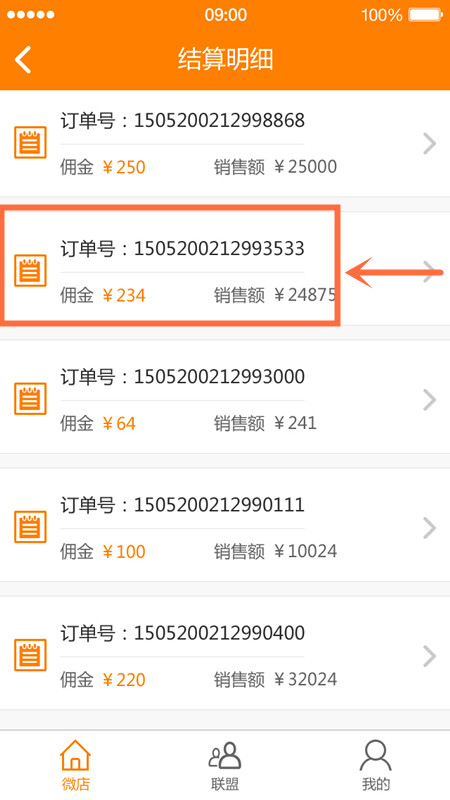 09:00 100%
结算明细
订单号：1505200212998868
佣金 ￥250 销售额 ￥25000
订单号：1505200212993533
佣金 ￥234 销售额 ￥24875
订单号：1505200212993000
佣金 ￥64 销售额 ￥241
订单号：1505200212990111
佣金 ￥100 销售额 ￥10024
订单号：1505200212990400
佣金 ￥220 销售额 ￥32024
微店 联盟 我的